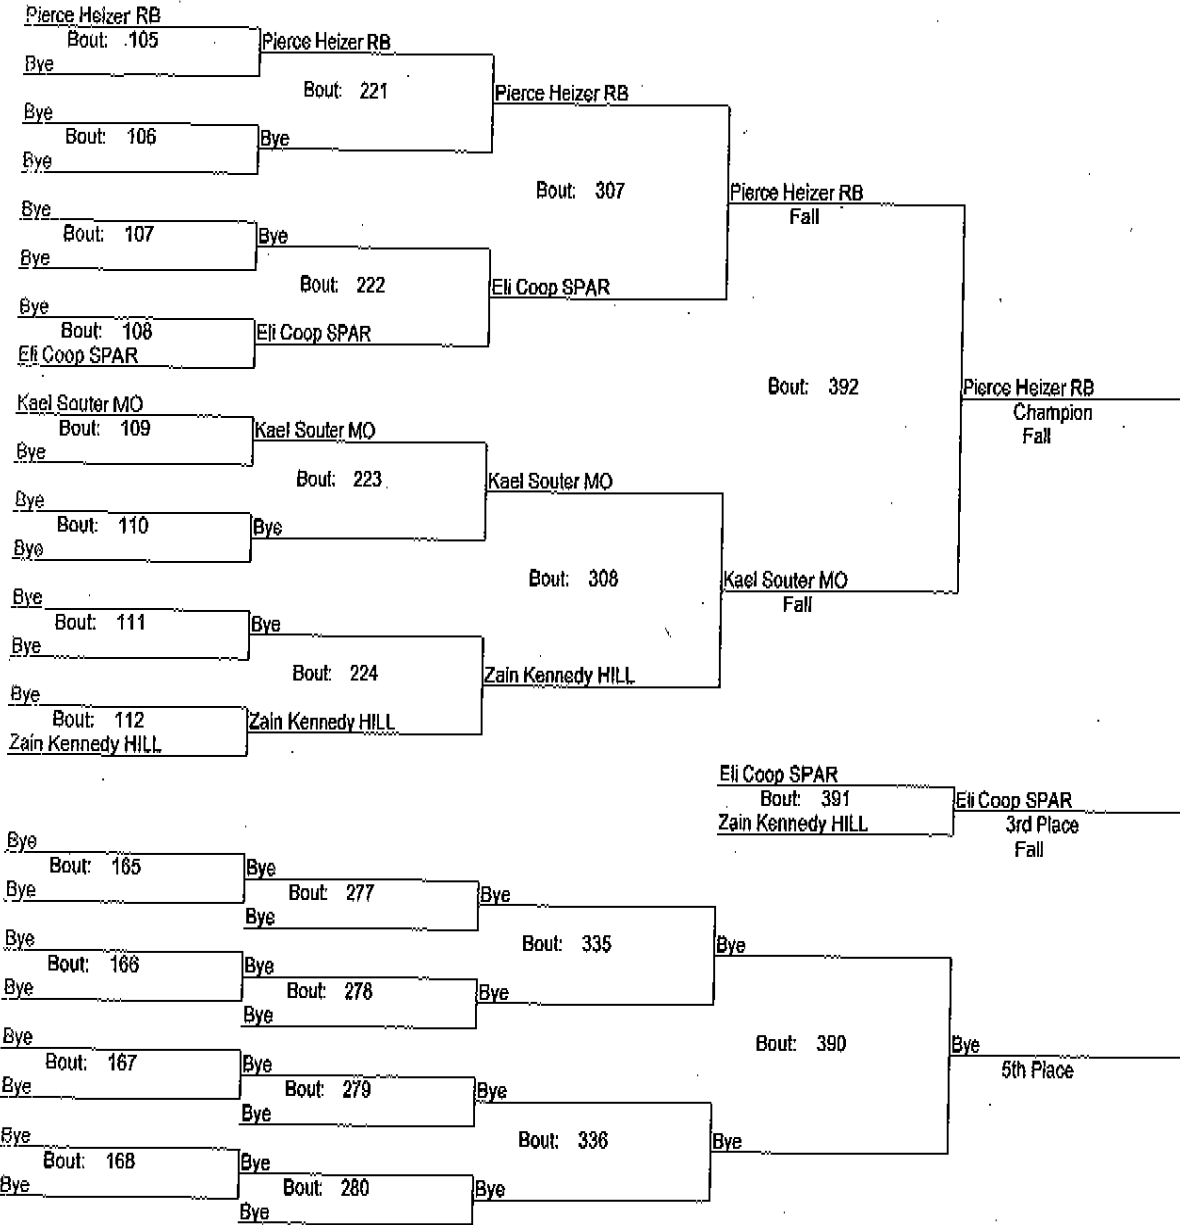 Pierce Heizer RB
Bout: 105
Pierce Heizer RB
Bye
Bout: 221
Pierce Heizer RB
Bye
Bout: 106
Bye
Bye
Bout: 307
Pierce Heizer RB
Fall
Bye
Bout: 107
Bye
Bye
Bout: 222
Eli Coop SPAR
Bye
Bout: 108
Eli Coop SPAR
Eli Coop SPAR
Bout: 392
Pierce Heizer RB
Champion
Fall
Kael Souter MO
Bout: 109
Kael Souter MO
Bye
Bout: 223
Kael Souter MO
Bye
Bout: 110
Bye
Bye
Bout: 308
Kael Souter MO
Fall
Bye
Bout: 111
Bye
Bye
Bout: 224
Zain Kennedy HILL
Bye
Bout: 112
Zain Kennedy HILL
Zain Kennedy HILL
Eli Coop SPAR
Bout: 391
Eli Coop SPAR
Zain Kennedy HILL
3rd Place
Fall
Bye
Bout: 165
Bye
Bye
Bout: 277
Bye
Bye
Bye
Bout: 166
Bye
Bye
Bout: 278
Bye
Bye
Bout: 335
Bye
Bye
Bout: 167
Bye
Bye
Bout: 279
Bye
Bye
Bout: 390
Bye
5th Place
Bye
Bout: 168
Bye
Bye
Bout: 280
Bye
Bye
Bout: 336
Bye